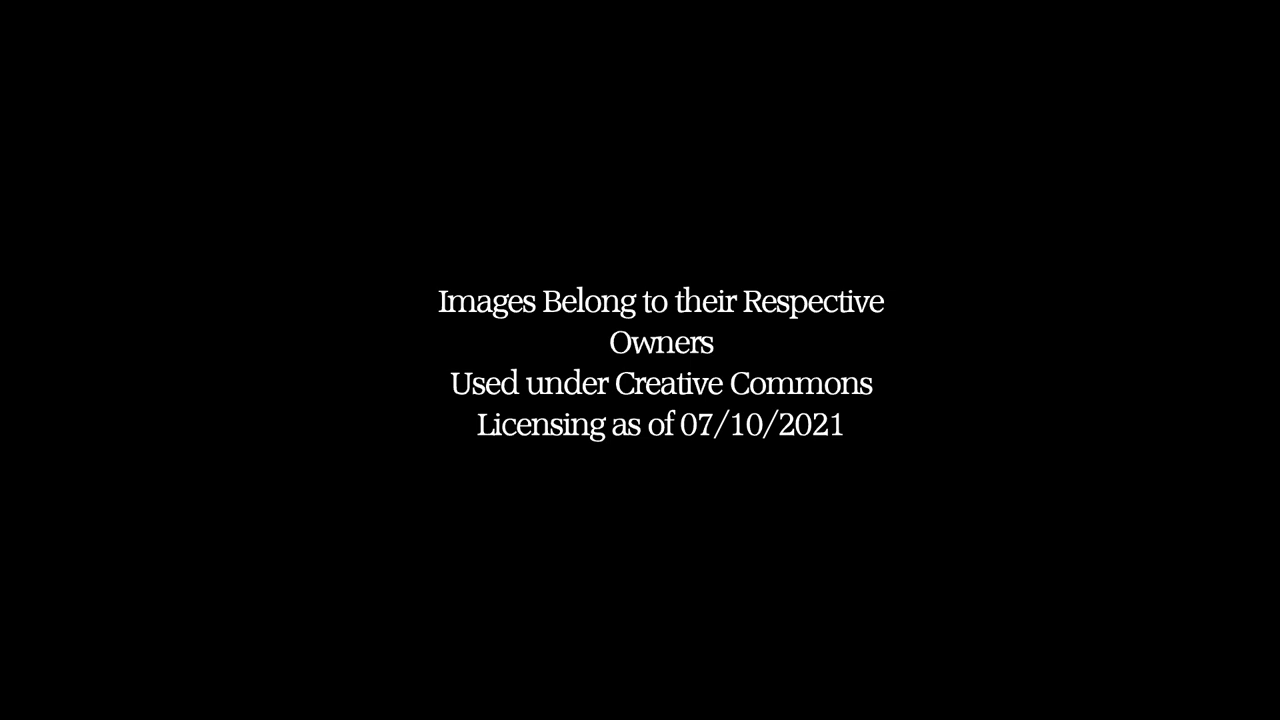 Images Belong to their Respective
Owners
Used under Creative Commons
Licensing as of 07/10/2021